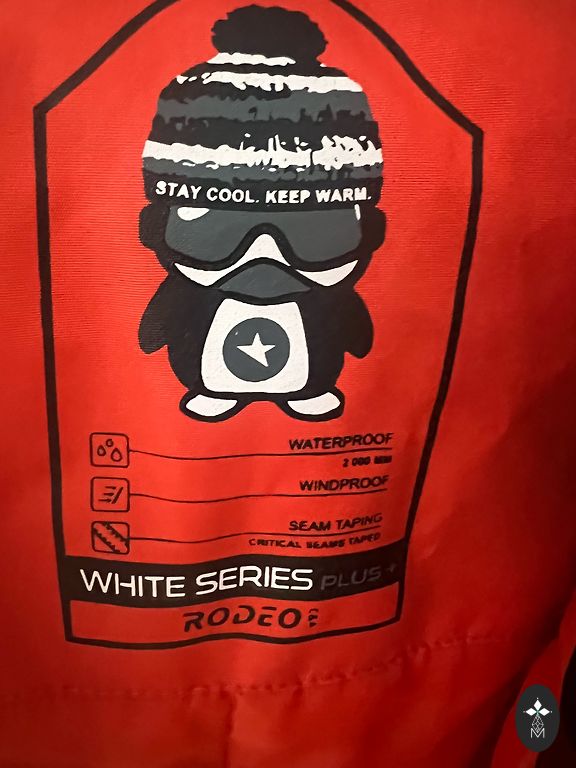 STAY COOL. KEEP WARM.
WATERPROOF
2 000 MM
WINDPROOF
SEAM TAPING
CRITICAL SEAMS TAPED
WHITE SERIES PLUS +
RODEO